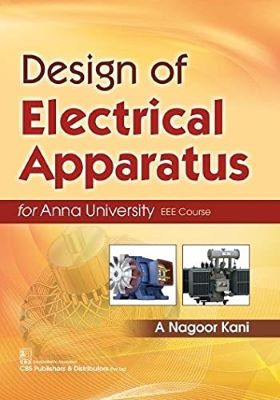 Design of
Electrical
Apparatus
for Anna University EEE Course
A Nagoor Kani
CBS Publishers & Distributors Pvt Ltd